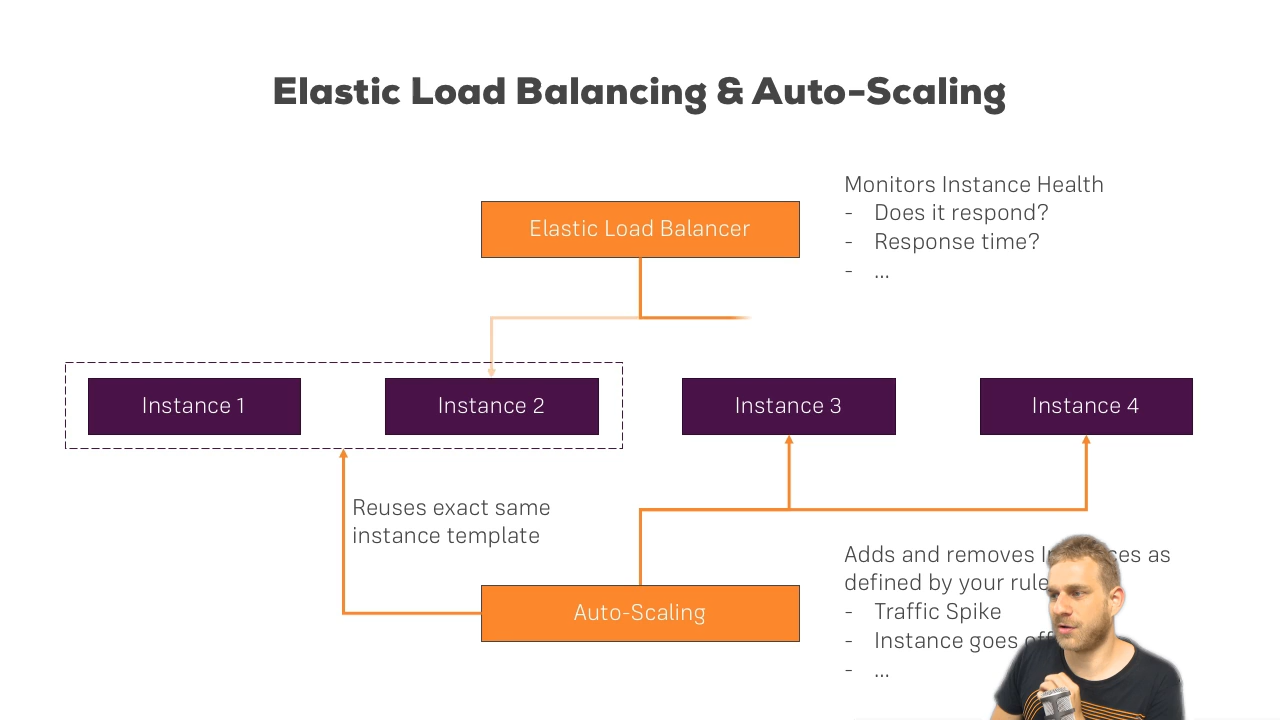 Elastic Load Balancing & Auto-Scaling
Monitors Instance Health
- Does it respond?
- Response time?
- ...
Elastic Load Balancer
Instance 1
Instance 2
Instance 3
Instance 4
Reuses exact same
instance template
Auto-Scaling
Adds and removes as
defined by your
- Traffic Spike
- Instance goes
- ...